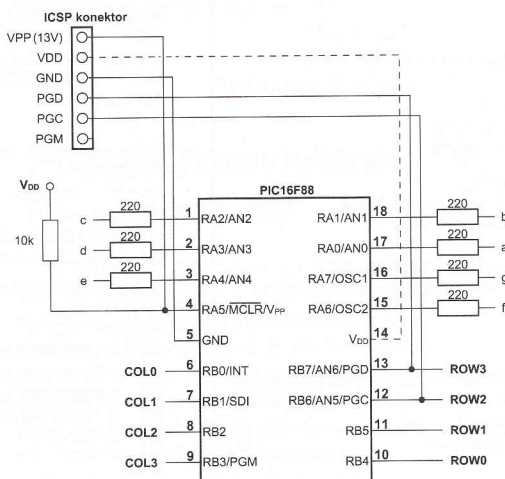 ICSP konektor
VPP (13V)
VDD
GND
PGD
PGC
PGM
VDD
10k
PIC16F88
c 220 1 RA2/AN2
d 220 2 RA3/AN3
e 220 3 RA4/AN4
4 RA5/MCLR/VPP
5 GND
COL0 6 RB0/INT
COL1 7 RB1/SDI
COL2 8 RB2
COL3 9 RB3/PGM
RA1/AN1 18 220 b
RA0/AN0 17 220 a
RA7/OSC1 16 220 g
RA6/OSC2 15 220 f
VDD 14
RB7/AN6/PGD 13 ROW3
RB6/AN5/PGC 12 ROW2
RB5 11 ROW1
RB4 10 ROW0